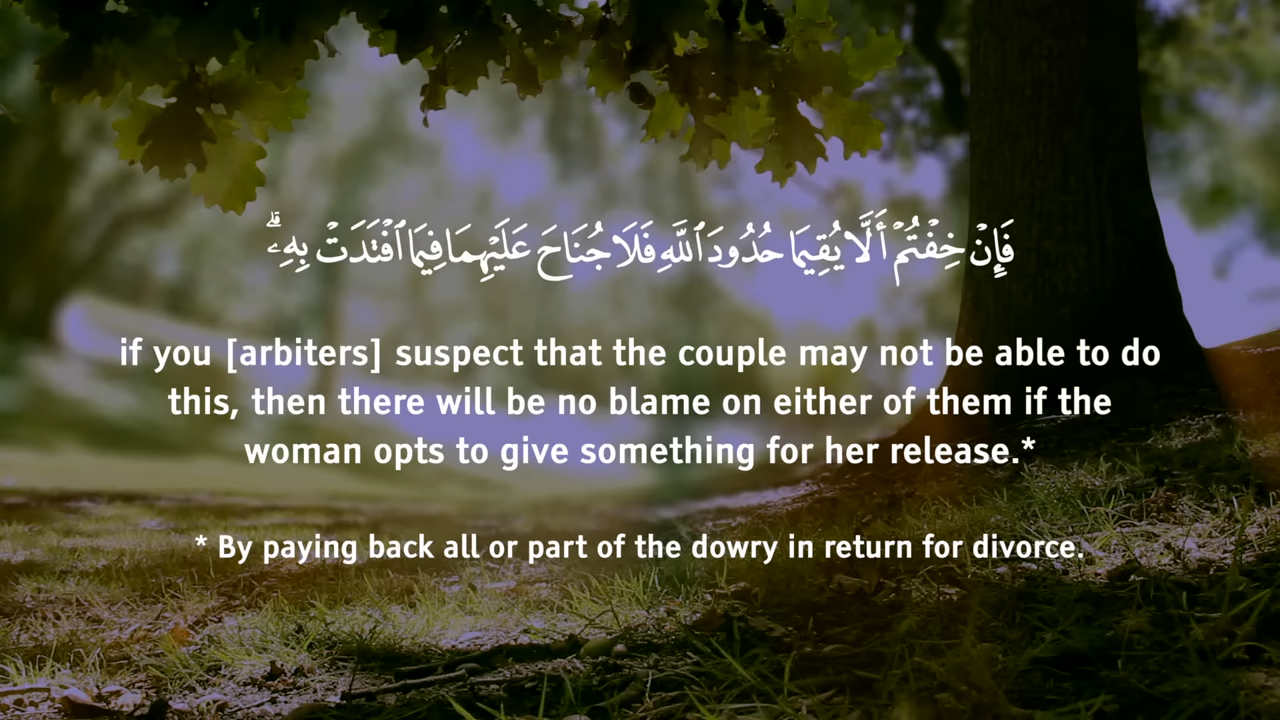 فَإِنْ خِفْتُمْ أَلَّا يُقِيمَا حُدُودَ ٱللَّهِ فَلَا جُنَاحَ عَلَيْهِمَا فِيمَا ٱفْتَدَتْ بِهِۦ ۗ
if you [arbiters] suspect that the couple may not be able to do
this, then there will be no blame on either of them if the
woman opts to give something for her release.*
* By paying back all or part of the dowry in return for divorce.